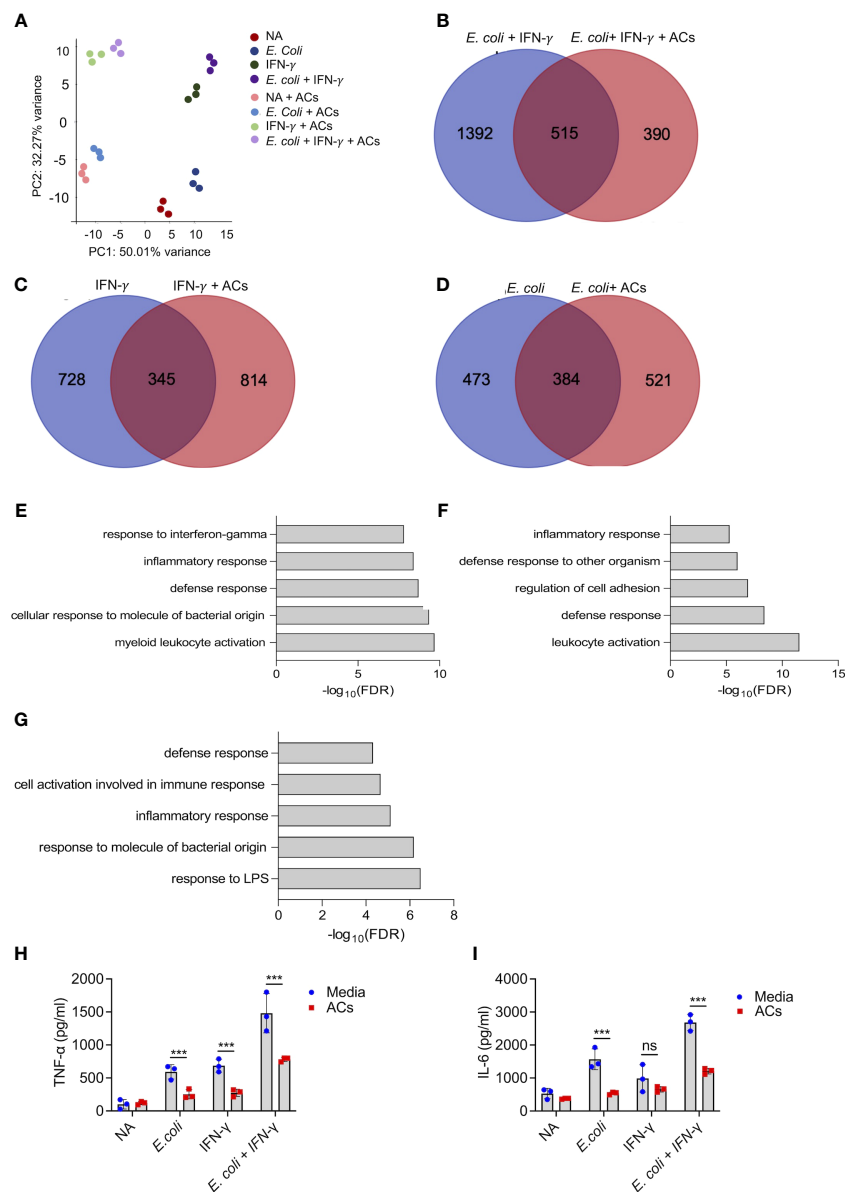 A
10
5
0
-5
-10
PC2: 32.27% variance
-10 -5 0 5 10 15
PC1: 50.01% variance
NA
E. Coli
IFN-γ
E. coli + IFN-γ
NA + ACs
E. Coli + ACs
IFN-γ + ACs
E. coli + IFN-γ + ACs
B
E. coli + IFN-γ E. coli+ IFN-γ + ACs
1392 515 390
C
IFN-γ IFN-γ + ACs
728 345 814
D
E. coli E. coli+ ACs
473 384 521
E
response to interferon-gamma
inflammatory response
defense response
cellular response to molecule of bacterial origin
myeloid leukocyte activation
0 5 10
-log10(FDR)
F
inflammatory response
defense response to other organism
regulation of cell adhesion
defense response
leukocyte activation
0 5 10 15
-log10(FDR)
G
defense response
cell activation involved in immune response
inflammatory response
response to molecule of bacterial origin
response to LPS
0 2 4 6 8
-log10(FDR)
H
2000
1500
1000
500
0
TNF-α (pg/ml)
*** *** ***
NA E.coli IFN-γ E. coli + IFN-γ
Media
ACs
I
4000
3000
2000
1000
0
IL-6 (pg/ml)
*** ns ***
NA E.coli IFN-γ E. coli + IFN-γ
Media
ACs